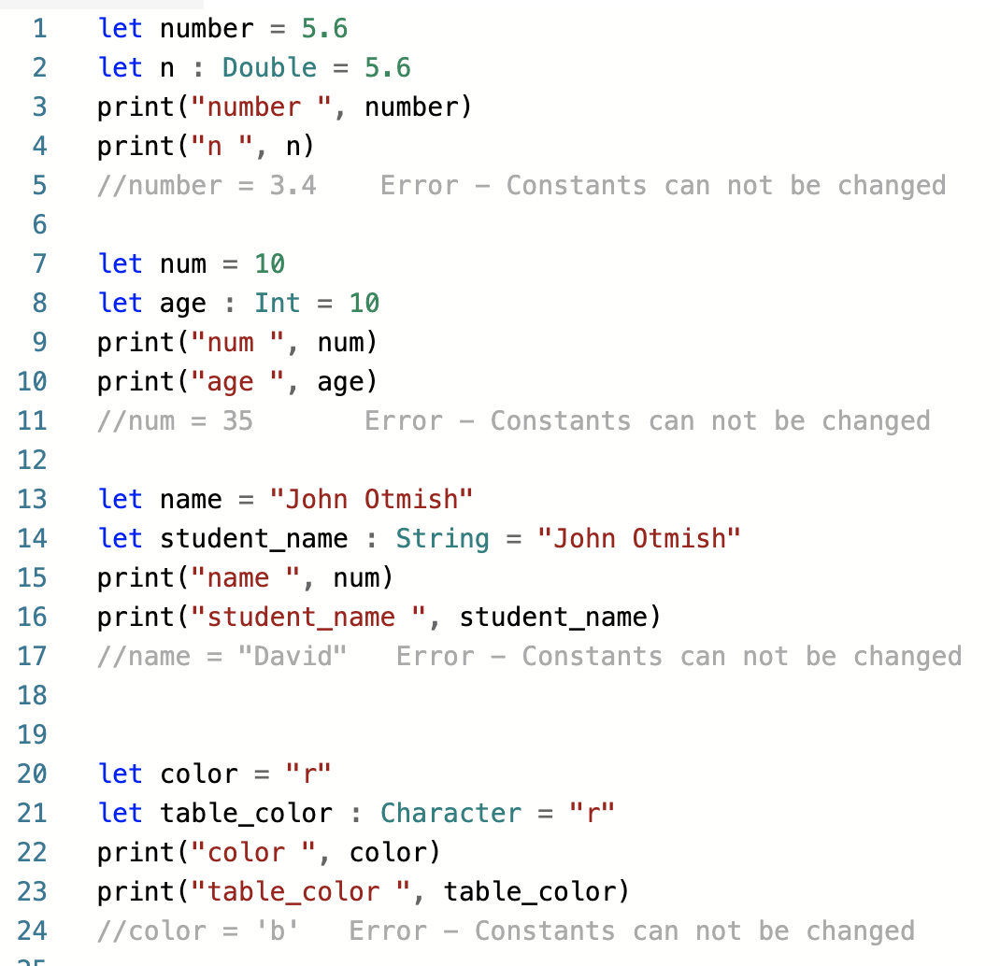 1 let number = 5.6
2 let n : Double = 5.6
3 print("number ", number)
4 print("n ", n)
5 //number = 3.4    Error – Constants can not be changed
6
7 let num = 10
8 let age : Int = 10
9 print("num ", num)
10 print("age ", age)
11 //num = 35       Error – Constants can not be changed
12
13 let name = "John Otmish"
14 let student_name : String = "John Otmish"
15 print("name ", num)
16 print("student_name ", student_name)
17 //name = "David"   Error – Constants can not be changed
18
19
20 let color = "r"
21 let table_color : Character = "r"
22 print("color ", color)
23 print("table_color ", table_color)
24 //color = 'b'   Error – Constants can not be changed